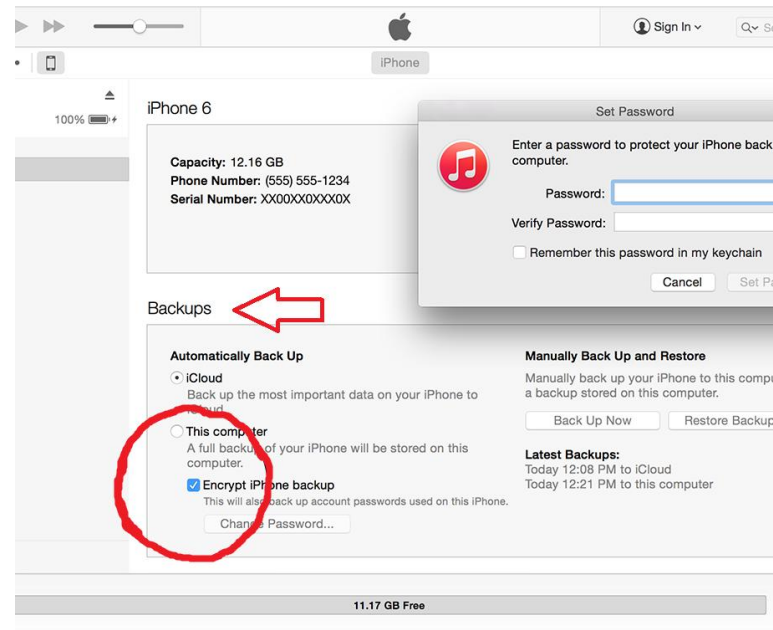 Sign In
iPhone
100%
iPhone 6
Capacity: 12.16 GB
Phone Number: (555) 555-1234
Serial Number: XX00XX0XXX0X
Set Password
Enter a password to protect your iPhone back
computer.
Password:
Verify Password:
Remember this password in my keychain
Cancel
Set Pa
Backups
Automatically Back Up
iCloud
Back up the most important data on your iPhone to
iCloud.
This computer
A full backup of your iPhone will be stored on this
computer.
Encrypt iPhone backup
This will also back up account passwords used on this iPhone.
Change Password...
Manually Back Up and Restore
Manually back up your iPhone to this compu
a backup stored on this computer.
Back Up Now
Restore Backup
Latest Backups:
Today 12:08 PM to iCloud
Today 12:21 PM to this computer
11.17 GB Free